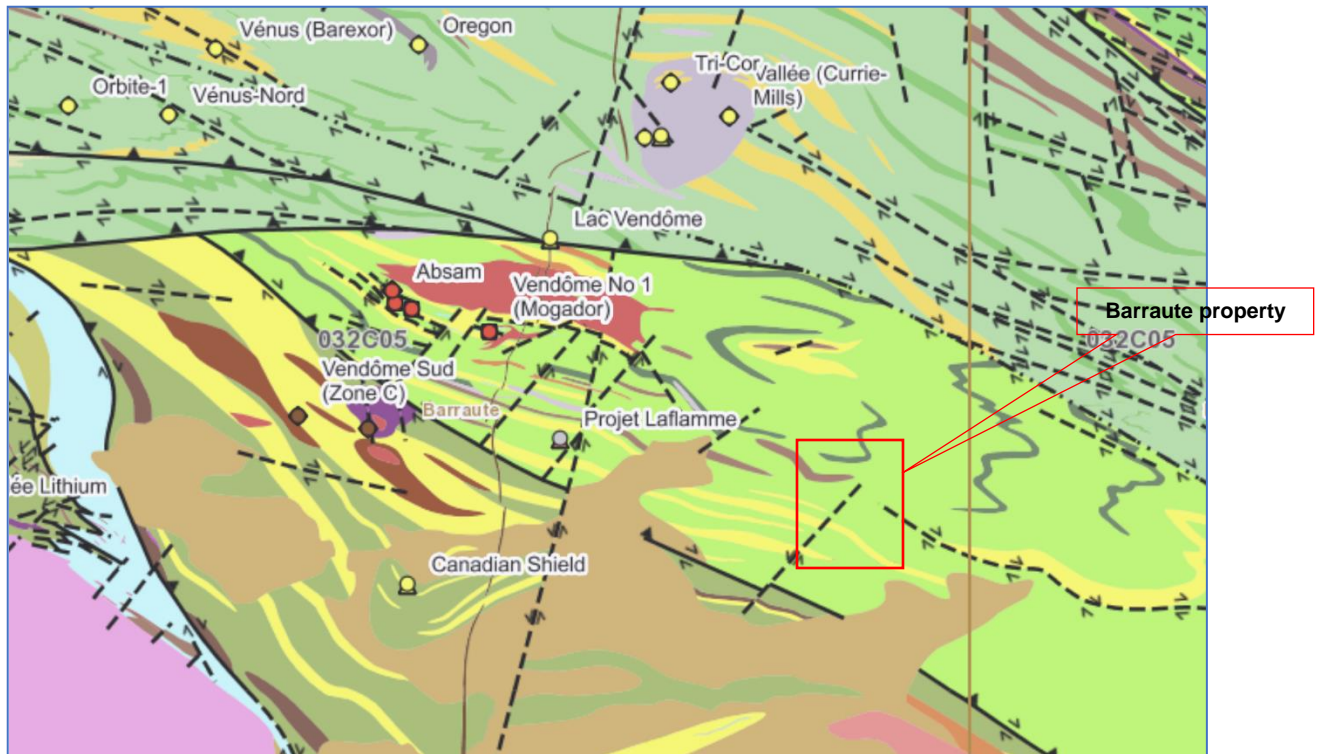 Vénus (Barexor)
Oregon
Orbite-1
Vénus-Nord
Tri-Cor
Vallée (Currie-
Mills)
Lac Vendôme
Absam
Vendôme No 1
(Mogador)
Barraute property
032C05
032C05
Vendôme Sud
(Zone C)
Barraute
Projet Laflamme
ée Lithium
Canadian Shield